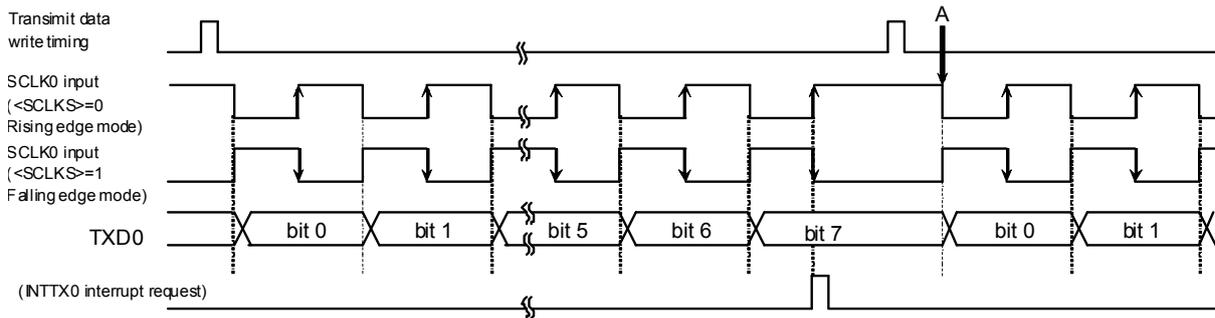 Transimit data
write timing
A
SCLK0 input
(<SCLKS>=0
Rising edge mode)
SCLK0 input
(<SCLKS>=1
Falling edge mode)
TXD0
bit 0
bit 1
bit 5
bit 6
bit 7
bit 0
bit 1
(INTTX0 interrupt request)